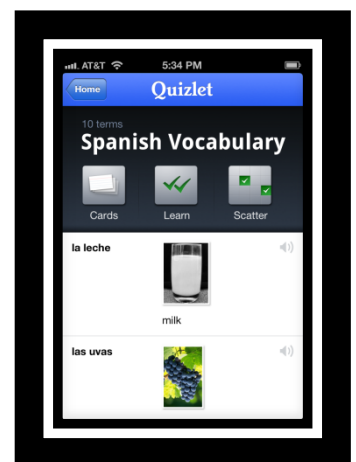 AT&T 5:34 PM
Home Quizlet
10 terms
Spanish Vocabulary
Cards Learn Scatter
la leche
milk
las uvas